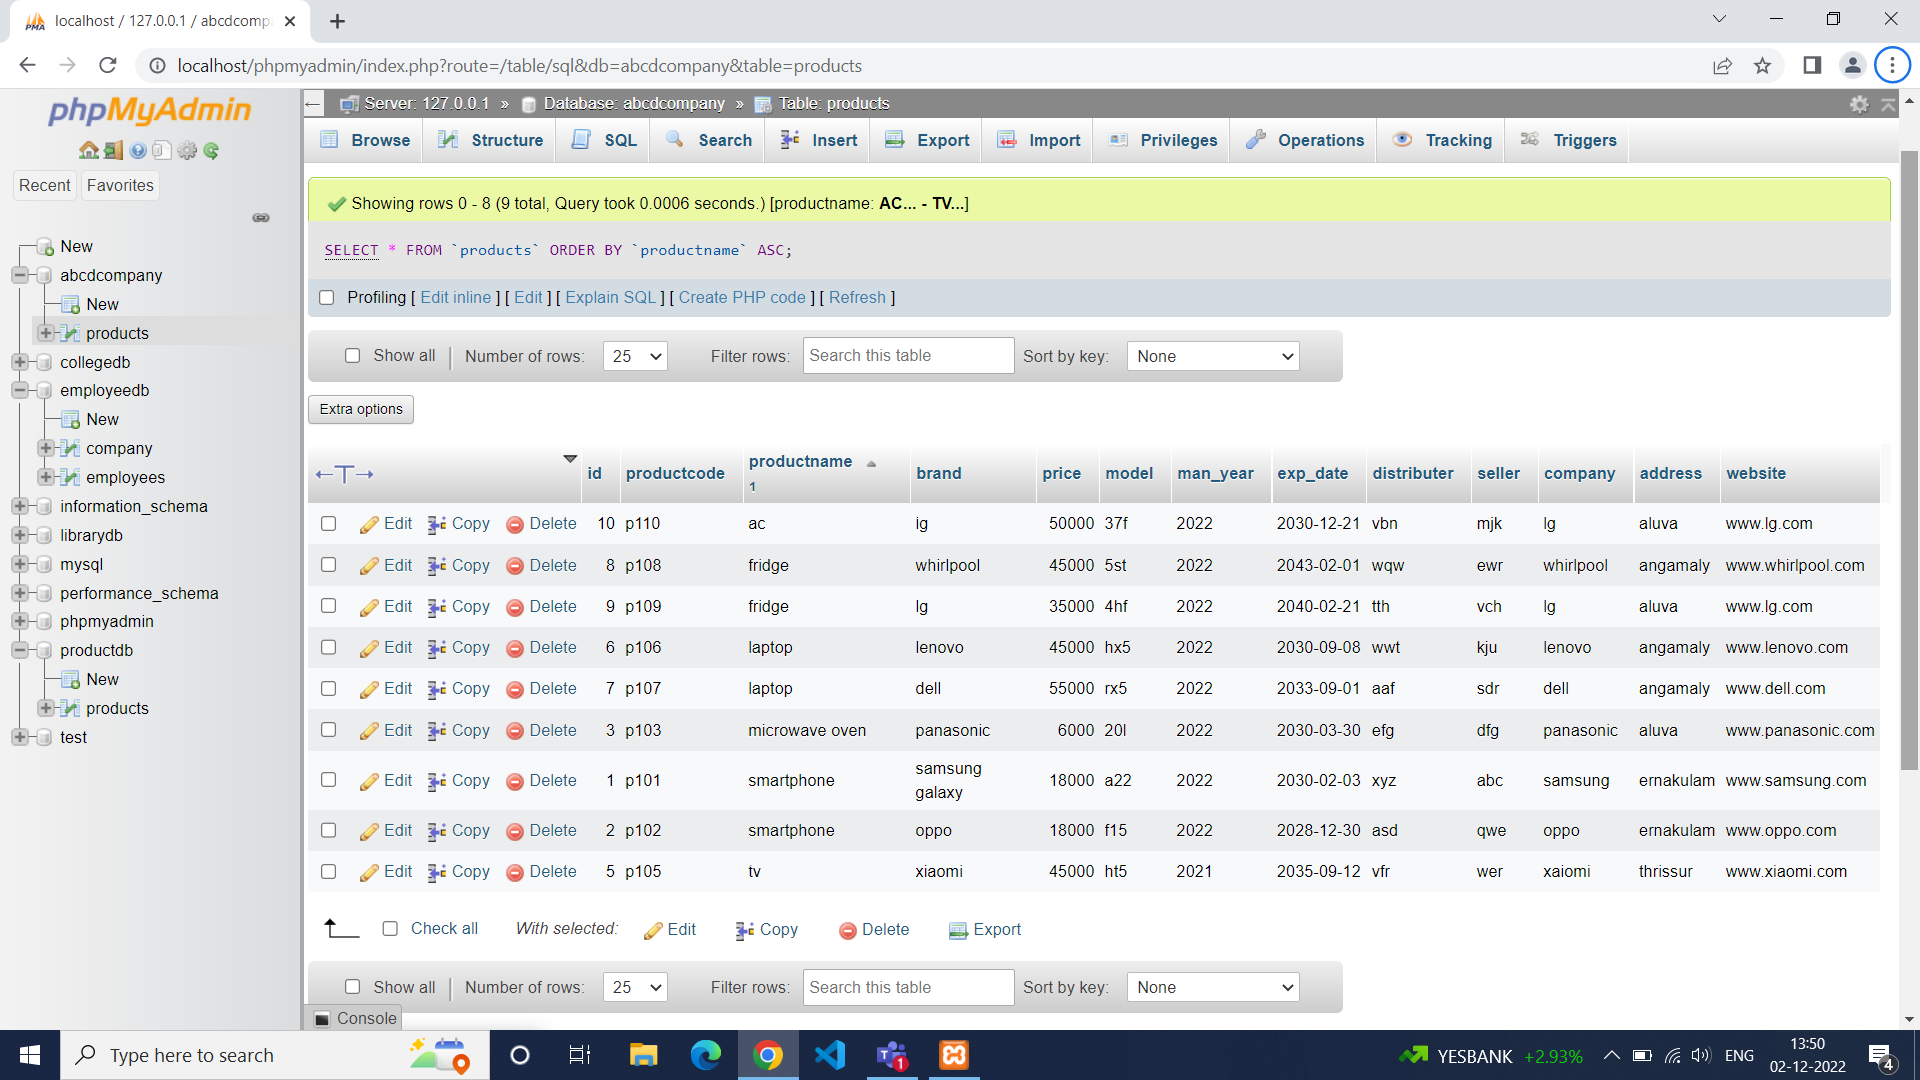 localhost / 127.0.0.1 / abcdcomp
localhost/phpmyadmin/index.php?route=/table/sql&db=abcdcompany&table=products
phpMyAdmin
Recent Favorites
New
abcdcompany
New
products
collegedb
employeedb
New
company
employees
information_schema
librarydb
mysql
performance_schema
phpmyadmin
productdb
New
products
test
Server: 127.0.0.1 » Database: abcdcompany » Table: products
Browse Structure SQL Search Insert Export Import Privileges Operations Tracking Triggers
Showing rows 0 - 8 (9 total, Query took 0.0006 seconds.) [productname: AC... - TV...]
SELECT * FROM `products` ORDER BY `productname` ASC;
Profiling [ Edit inline ] [ Edit ] [ Explain SQL ] [ Create PHP code ] [ Refresh ]
Show all | Number of rows: 25 Filter rows: Search this table Sort by key: None
Extra options
←T→ id productcode productname 1 brand price model man_year exp_date distributer seller company address website
Edit Copy Delete 10 p110 ac ig 50000 37f 2022 2030-12-21 vbn mjk lg aluva www.lg.com
Edit Copy Delete 8 p108 fridge whirlpool 45000 5st 2022 2043-02-01 wqw ewr whirlpool angamaly www.whirlpool.com
Edit Copy Delete 9 p109 fridge lg 35000 4hf 2022 2040-02-21 tth vch lg aluva www.lg.com
Edit Copy Delete 6 p106 laptop lenovo 45000 hx5 2022 2030-09-08 wwt kju lenovo angamaly www.lenovo.com
Edit Copy Delete 7 p107 laptop dell 55000 rx5 2022 2033-09-01 aaf sdr dell angamaly www.dell.com
Edit Copy Delete 3 p103 microwave oven panasonic 6000 20l 2022 2030-03-30 efg dfg panasonic aluva www.panasonic.com
Edit Copy Delete 1 p101 smartphone samsung galaxy 18000 a22 2022 2030-02-03 xyz abc samsung ernakulam www.samsung.com
Edit Copy Delete 2 p102 smartphone oppo 18000 f15 2022 2028-12-30 asd qwe oppo ernakulam www.oppo.com
Edit Copy Delete 5 p105 tv xiaomi 45000 ht5 2021 2035-09-12 vfr wer xaiomi thrissur www.xiaomi.com
Check all With selected: Edit Copy Delete Export
Show all | Number of rows: 25 Filter rows: Search this table Sort by key: None
Console
Type here to search
1
YESBANK +2.93%
ENG
13:50
02-12-2022
4